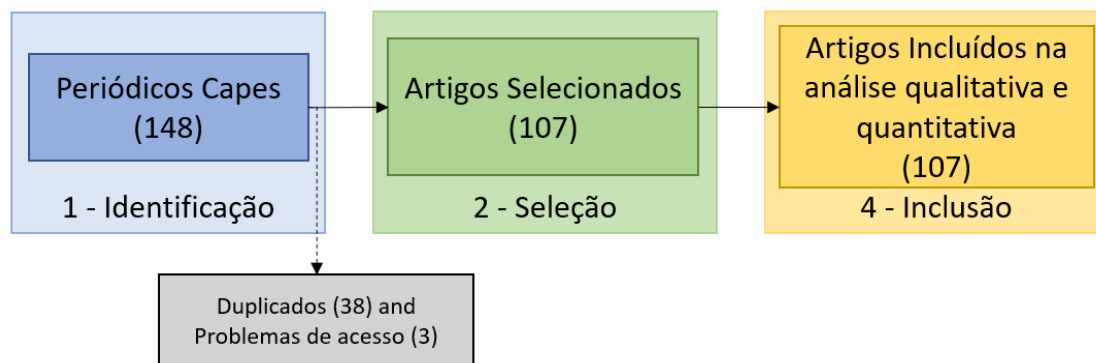 Periódicos Capes
(148)
1 - Identificação
Artigos Selecionados
(107)
2 - Seleção
Artigos Incluídos na
análise qualitativa e
quantitativa
(107)
4 - Inclusão
Duplicados (38) and
Problemas de acesso (3)